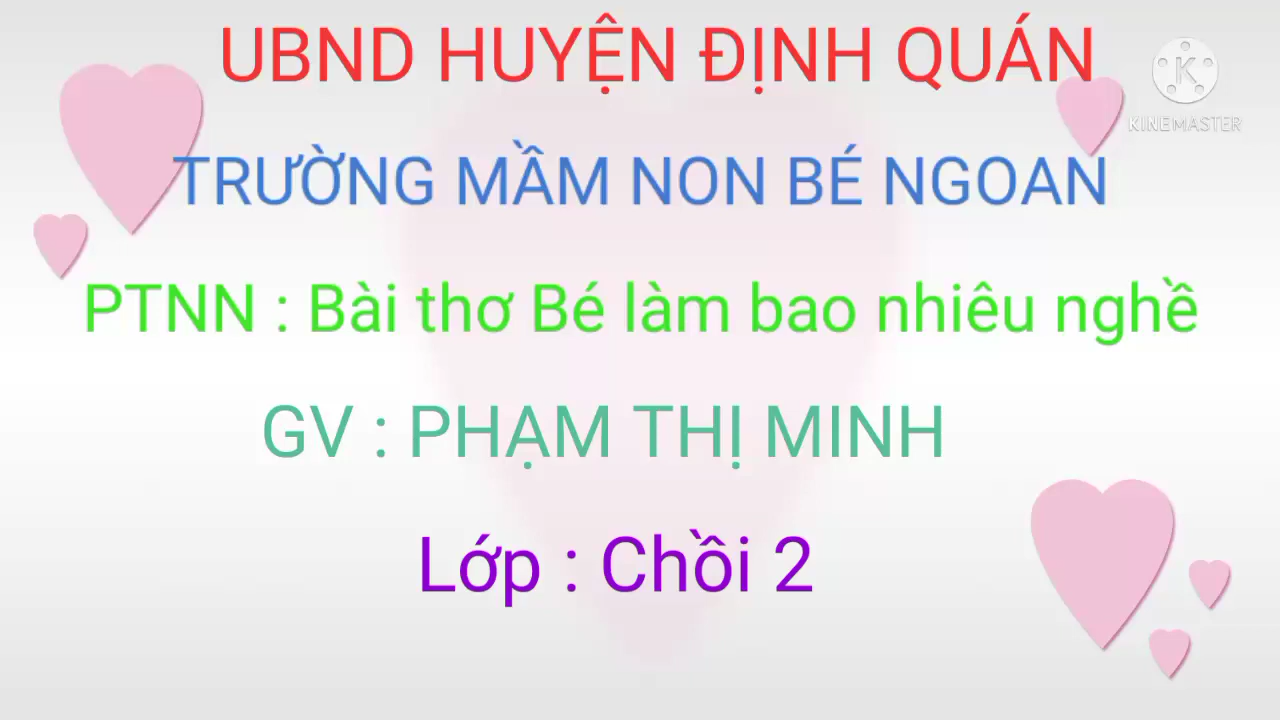 UBND HUYỆN ĐỊNH QUÁN
TRƯỜNG MẦM NON BÉ NGOAN
PTNN : Bài thơ Bé làm bao nhiêu nghề
GV : PHẠM THỊ MINH
Lớp : Chồi 2
K
KINEMASTER